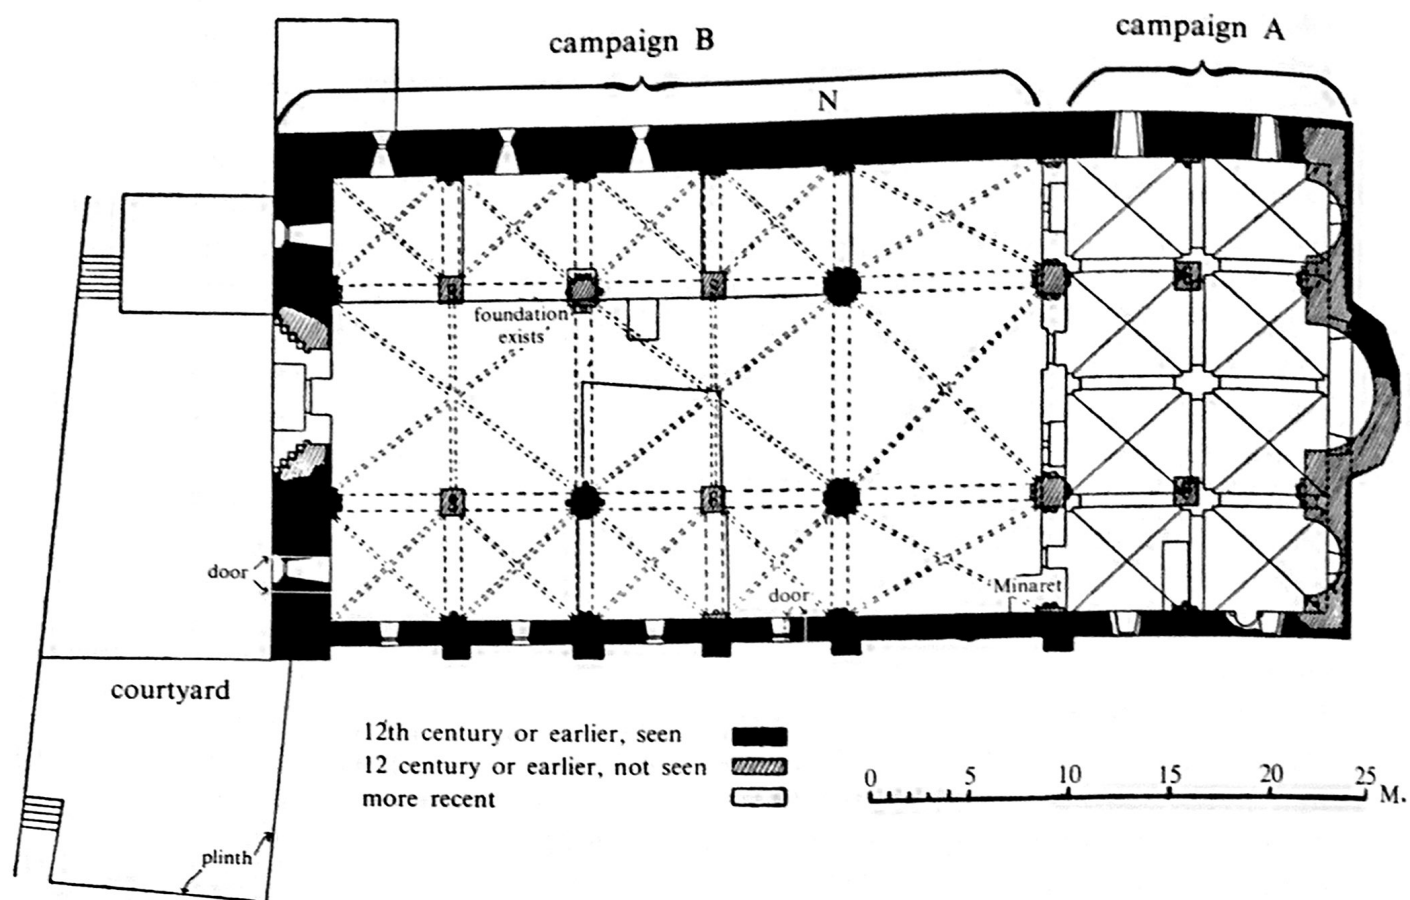 campaign B
campaign A
N
foundation
exists
door
door
Minaret
courtyard
plinth
12th century or earlier, seen
12 century or earlier, not seen
more recent
0 5 10 15 20 25 M.